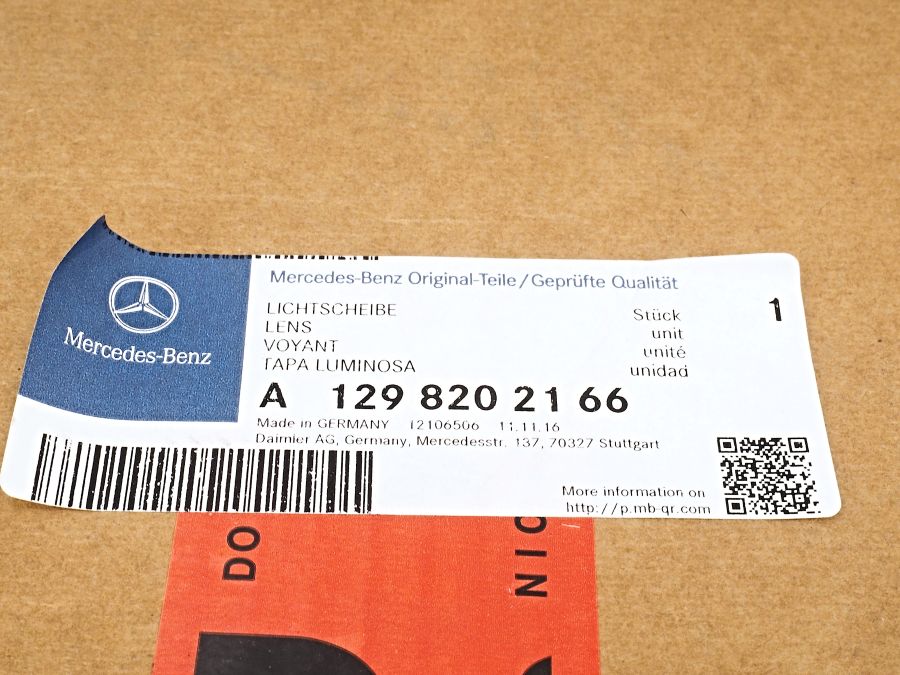 Mercedes-Benz
Mercedes-Benz Original-Teile/Geprüfte Qualität
LICHTSCHEIBE Stück 1
LENS unit
VOYANT unité
TAPA LUMINOSA unidad
A 129 820 21 66
Made in GERMANY 12106506 11.11.16
Daimler AG, Germany, Mercedesstr. 137, 70327 Stuttgart
More information on
http://p.mb-qr.com
DO
NIC